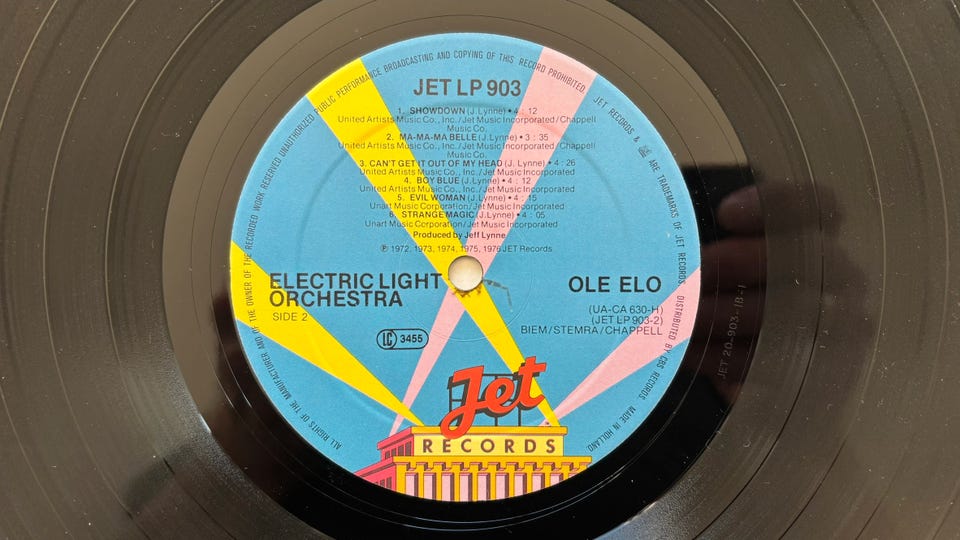 JET LP 903
1. SHOWDOWN (J.Lynne) • 4 : 12
United Artists Music Co., Inc./Jet Music Incorporated/Chappell
Music Co.
2. MA-MA-MA BELLE (J.Lynne) • 3 : 35
United Artists Music Co., Inc./Jet Music Incorporated/Chappell
Music Co.
3. CAN'T GET IT OUT OF MY HEAD (J. Lynne) • 4 : 26
United Artists Music Co., Inc./Jet Music Incorporated
4. BOY BLUE (J.Lynne) • 4 : 12
United Artists Music Co., Inc./Jet Music Incorporated
5. EVIL WOMAN (J.Lynne) • 4 : 15
Unart Music Corporation/Jet Music Incorporated
6. STRANGE MAGIC (J.Lynne) • 4 : 05
Unart Music Corporation/Jet Music Incorporated
Produced by Jeff Lynne
℗ 1972, 1973, 1974, 1975, 1976 JET Records
ELECTRIC LIGHT
ORCHESTRA
SIDE 2
LC 3455
OLE ELO
(UA-CA 630-H)
(JET LP 903-2)
BIEM/STEMRA/CHAPPELL
Jet
RECORDS
ALL RIGHTS OF THE MANUFACTURER AND OF THE OWNER OF THE RECORDED WORK RESERVED UNAUTHORIZED PUBLIC PERFORMANCE BROADCASTING AND COPYING OF THIS RECORD PROHIBITED. JET RECORDS & JET ARE TRADEMARKS OF JET RECORDS. DISTRIBUTED BY CBS RECORDS. MADE IN HOLLAND
JET 20-903-1B-1